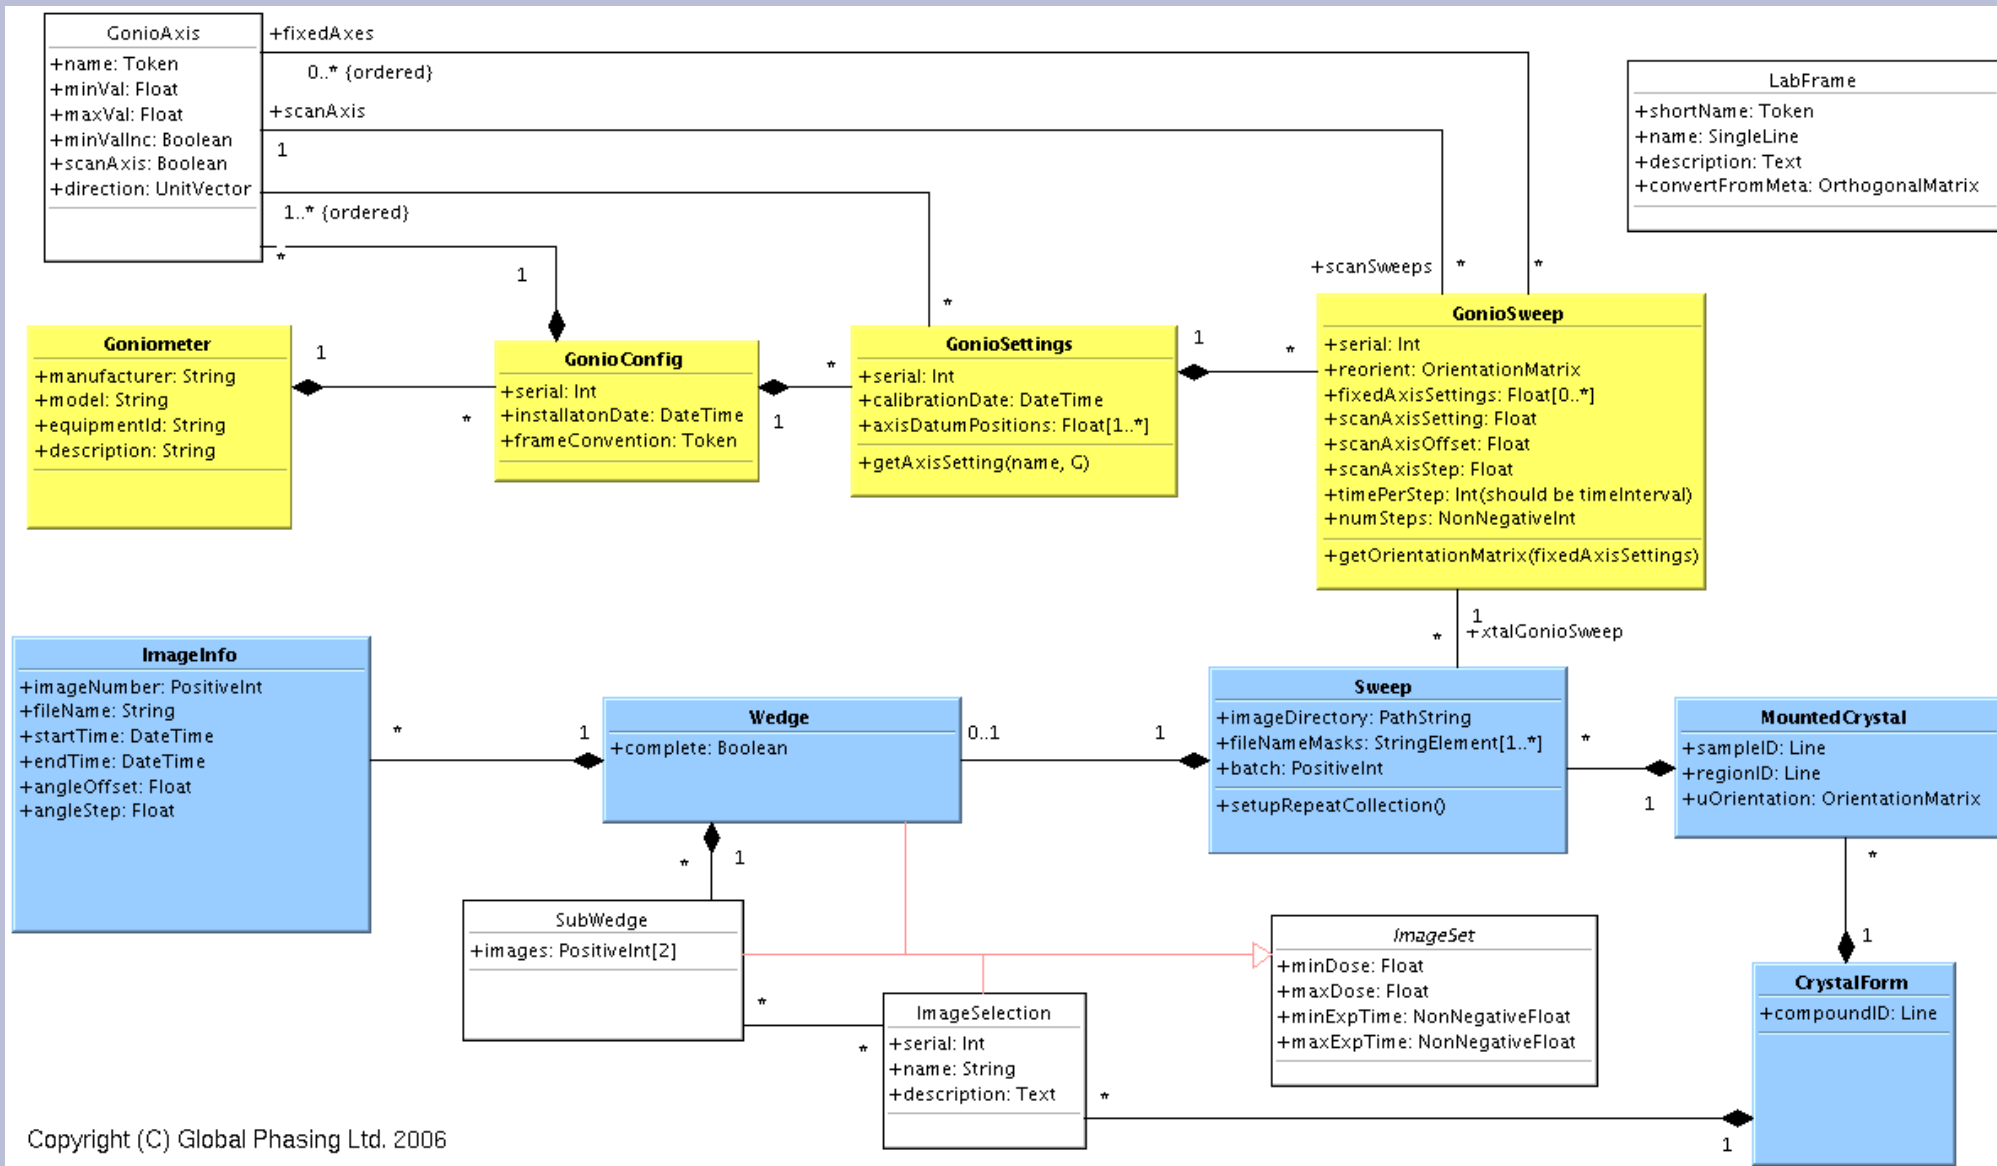 GonioAxis
+name: Token
+minVal: Float
+maxVal: Float
+minValInc: Boolean
+scanAxis: Boolean
+direction: UnitVector
+fixedAxes
0..* {ordered}
+scanAxis
1
1..* {ordered}
*
1
*
+scanSweeps
*
*
LabFrame
+shortName: Token
+name: SingleLine
+description: Text
+convertFromMeta: OrthogonalMatrix
Goniometer
+manufacturer: String
+model: String
+equipmentId: String
+description: String
1
*
GonioConfig
+serial: Int
+installatonDate: DateTime
+frameConvention: Token
*
1
GonioSettings
+serial: Int
+calibrationDate: DateTime
+axisDatumPositions: Float[1..*]
+getAxisSetting(name, G)
1
*
GonioSweep
+serial: Int
+reorient: OrientationMatrix
+fixedAxisSettings: Float[0..*]
+scanAxisSetting: Float
+scanAxisOffset: Float
+scanAxisStep: Float
+timePerStep: Int(should be timeInterval)
+numSteps: NonNegativeInt
+getOrientationMatrix(fixedAxisSettings)
1
*
+xtalGonioSweep
ImageInfo
+imageNumber: PositiveInt
+fileName: String
+startTime: DateTime
+endTime: DateTime
+angleOffset: Float
+angleStep: Float
*
1
Wedge
+complete: Boolean
0..1
1
Sweep
+imageDirectory: PathString
+fileNameMasks: StringElement[1..*]
+batch: PositiveInt
+setupRepeatCollection()
*
1
MountedCrystal
+sampleID: Line
+regionID: Line
+uOrientation: OrientationMatrix
*
1
*
1
SubWedge
+images: PositiveInt[2]
*
*
ImageSelection
+serial: Int
+name: String
+description: Text
ImageSet
+minDose: Float
+maxDose: Float
+minExpTime: NonNegativeFloat
+maxExpTime: NonNegativeFloat
CrystalForm
+compoundID: Line
*
1
Copyright (C) Global Phasing Ltd. 2006